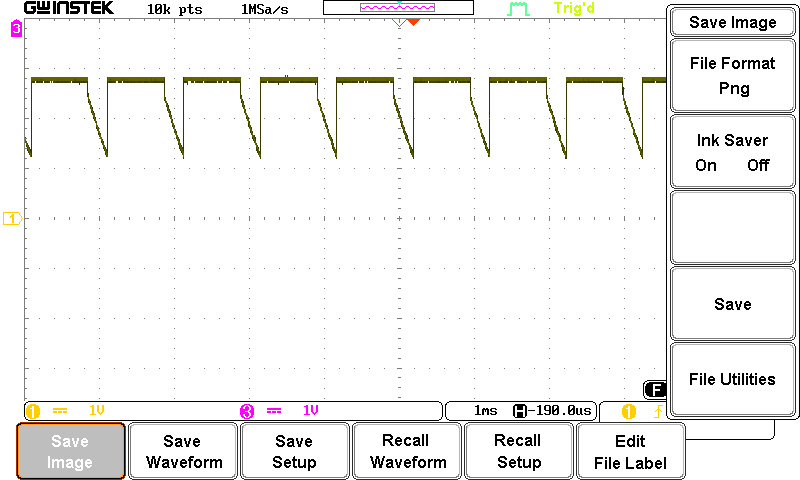 GWINSTEK 10k pts 1MSa/s Trig'd
3
1
1 1V 3 1V 1ms H -190.0us F 1
Save Image
File Format
Png
Ink Saver
On Off
Save
File Utilities
Save
Image
Save
Waveform
Save
Setup
Recall
Waveform
Recall
Setup
Edit
File Label